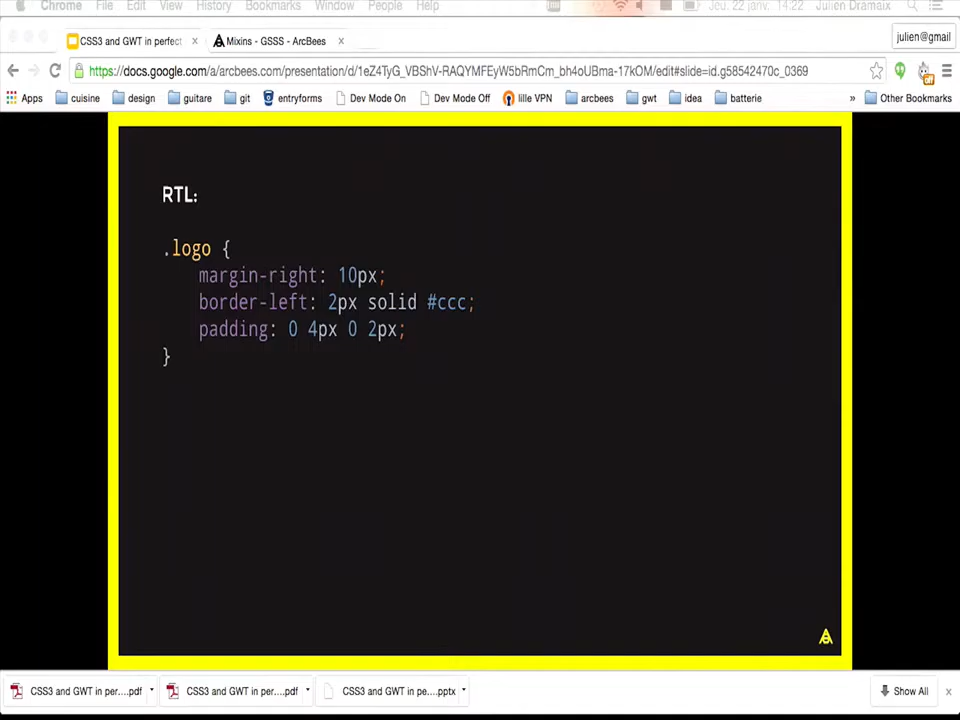 Chrome File Edit View History Bookmarks Window People Help Jeu. 22 janv. 14:22 Julien Dramaix
CSS3 and GWT in perfect × Mixins - GSSS - ArcBees × julien@gmail
https://docs.google.com/a/arcbees.com/presentation/d/1eZ4TyG_VBShV-RAQYMFEyW5bRmCm_bh4oUBma-17kOM/edit#slide=id.g58542470c_0369
Apps cuisine design guitare git entryforms Dev Mode On Dev Mode Off lille VPN arcbees gwt idea batterie » Other Bookmarks
off
RTL:
.logo {
margin-right: 10px;
border-left: 2px solid #ccc;
padding: 0 4px 0 2px;
}
CSS3 and GWT in per....pdf CSS3 and GWT in per....pdf CSS3 and GWT in pe....pptx Show All ×